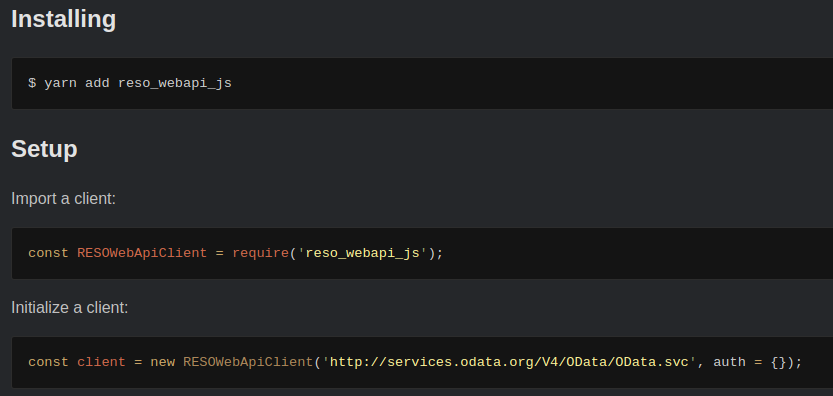 Installing
$ yarn add reso_webapi_js
Setup
Import a client:
const RESOWebApiClient = require('reso_webapi_js');
Initialize a client:
const client = new RESOWebApiClient('http://services.odata.org/V4/OData/OData.svc', auth = {});